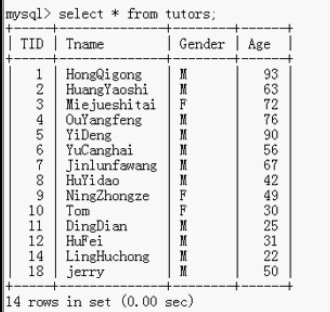 mysql> select * from tutors;
+-----+---------------+--------+------+
| TID | Tname | Gender | Age |
+-----+---------------+--------+------+
| 1 | HongQigong | M | 93 |
| 2 | HuangYaoshi | M | 63 |
| 3 | Miejueshitai | F | 72 |
| 4 | OuYangfeng | M | 76 |
| 5 | YiDeng | M | 90 |
| 6 | YuCanghai | M | 56 |
| 7 | Jinlunfawang | M | 67 |
| 8 | HuYidao | M | 42 |
| 9 | NingZhongze | F | 49 |
| 10 | Tom | F | 30 |
| 11 | DingDian | M | 25 |
| 12 | HuFei | M | 31 |
| 14 | LingHuchong | M | 22 |
| 18 | jerry | M | 50 |
+-----+---------------+--------+------+
14 rows in set (0.00 sec)